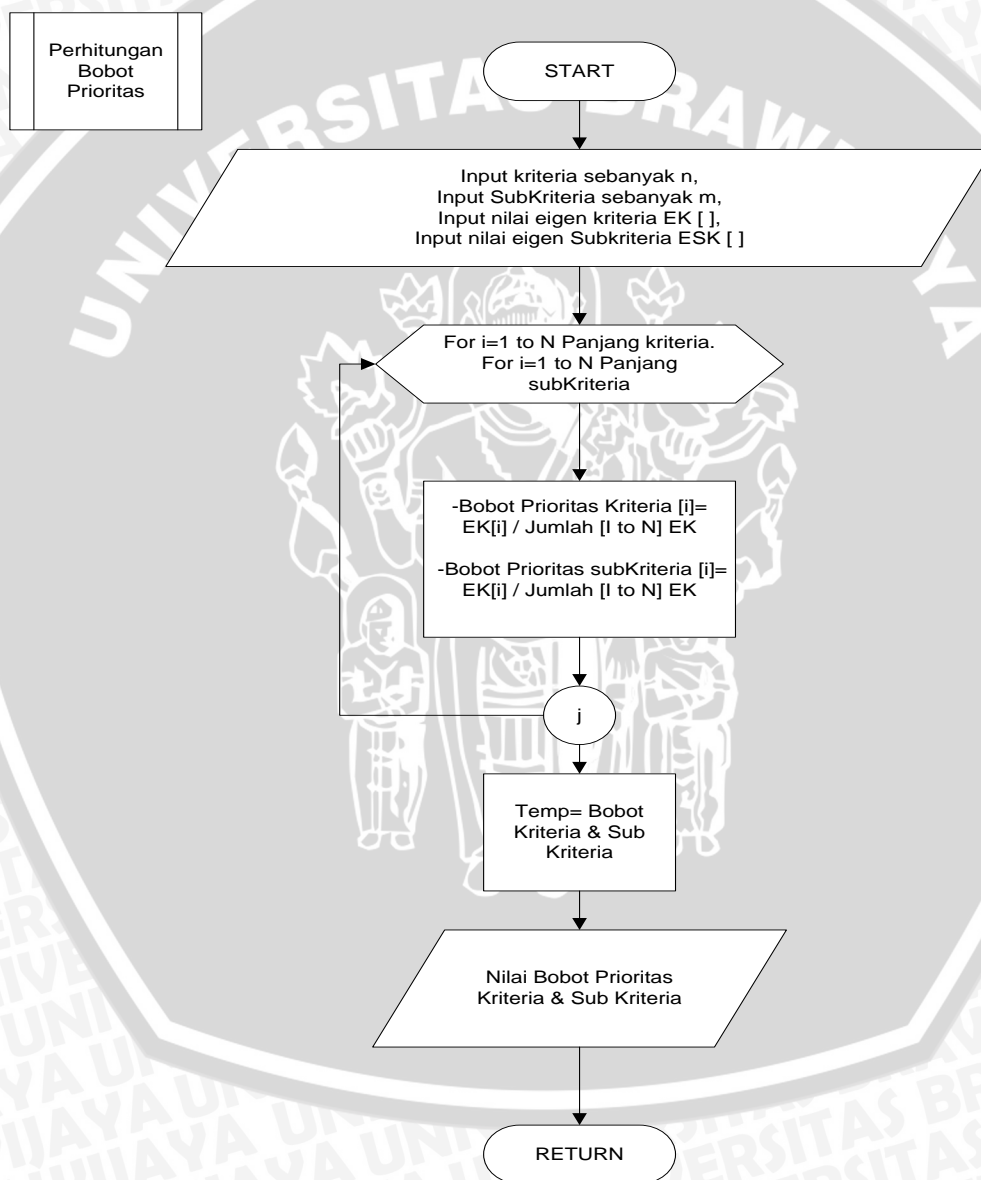 Perhitungan
Bobot
Prioritas
START
UNIVERSITAS BRAWIJAYA
Input kriteria sebanyak n,
Input SubKriteria sebanyak m,
Input nilai eigen kriteria EK [ ],
Input nilai eigen Subkriteria ESK [ ]
For i=1 to N Panjang kriteria.
For i=1 to N Panjang
subKriteria
-Bobot Prioritas Kriteria [i]=
EK[i] / Jumlah [I to N] EK
-Bobot Prioritas subKriteria [i]=
EK[i] / Jumlah [I to N] EK
j
Temp= Bobot
Kriteria & Sub
Kriteria
Nilai Bobot Prioritas
Kriteria & Sub Kriteria
RETURN